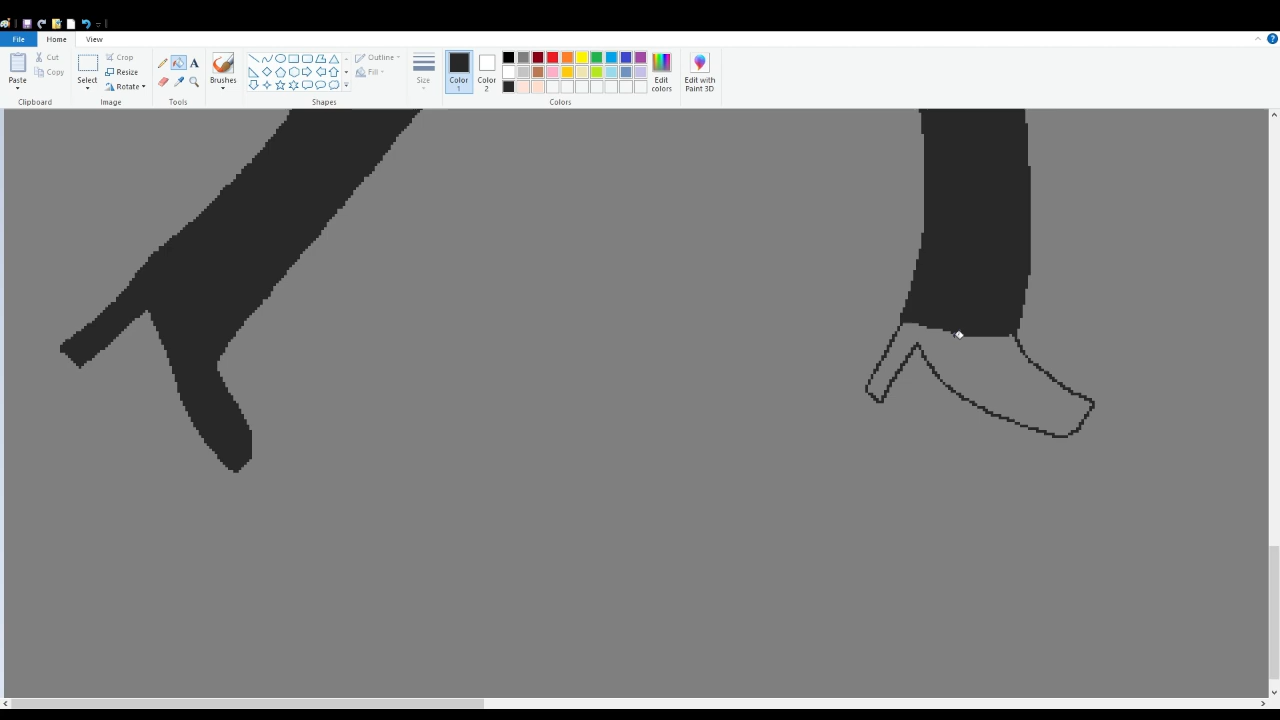 File Home View
Cut
Crop
Outline
Copy
Resize
Fill
Paste
Select
Rotate
Brushes
Size
Color
1
Color
2
Edit
colors
Edit with
Paint 3D
Clipboard Image Tools Shapes Colors